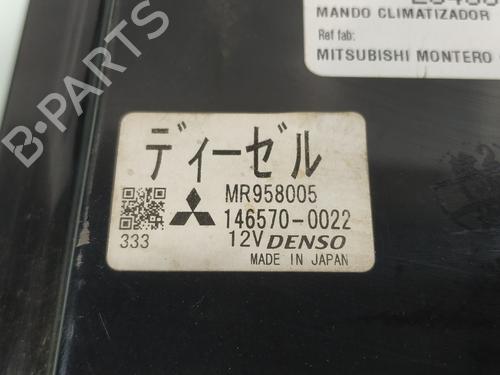 MANDO CLIMATIZADOR
Ref fab:
MITSUBISHI MONTERO
ディーゼル
MR958005
146570-0022
333
12V DENSO
MADE IN JAPAN
B-PARTS